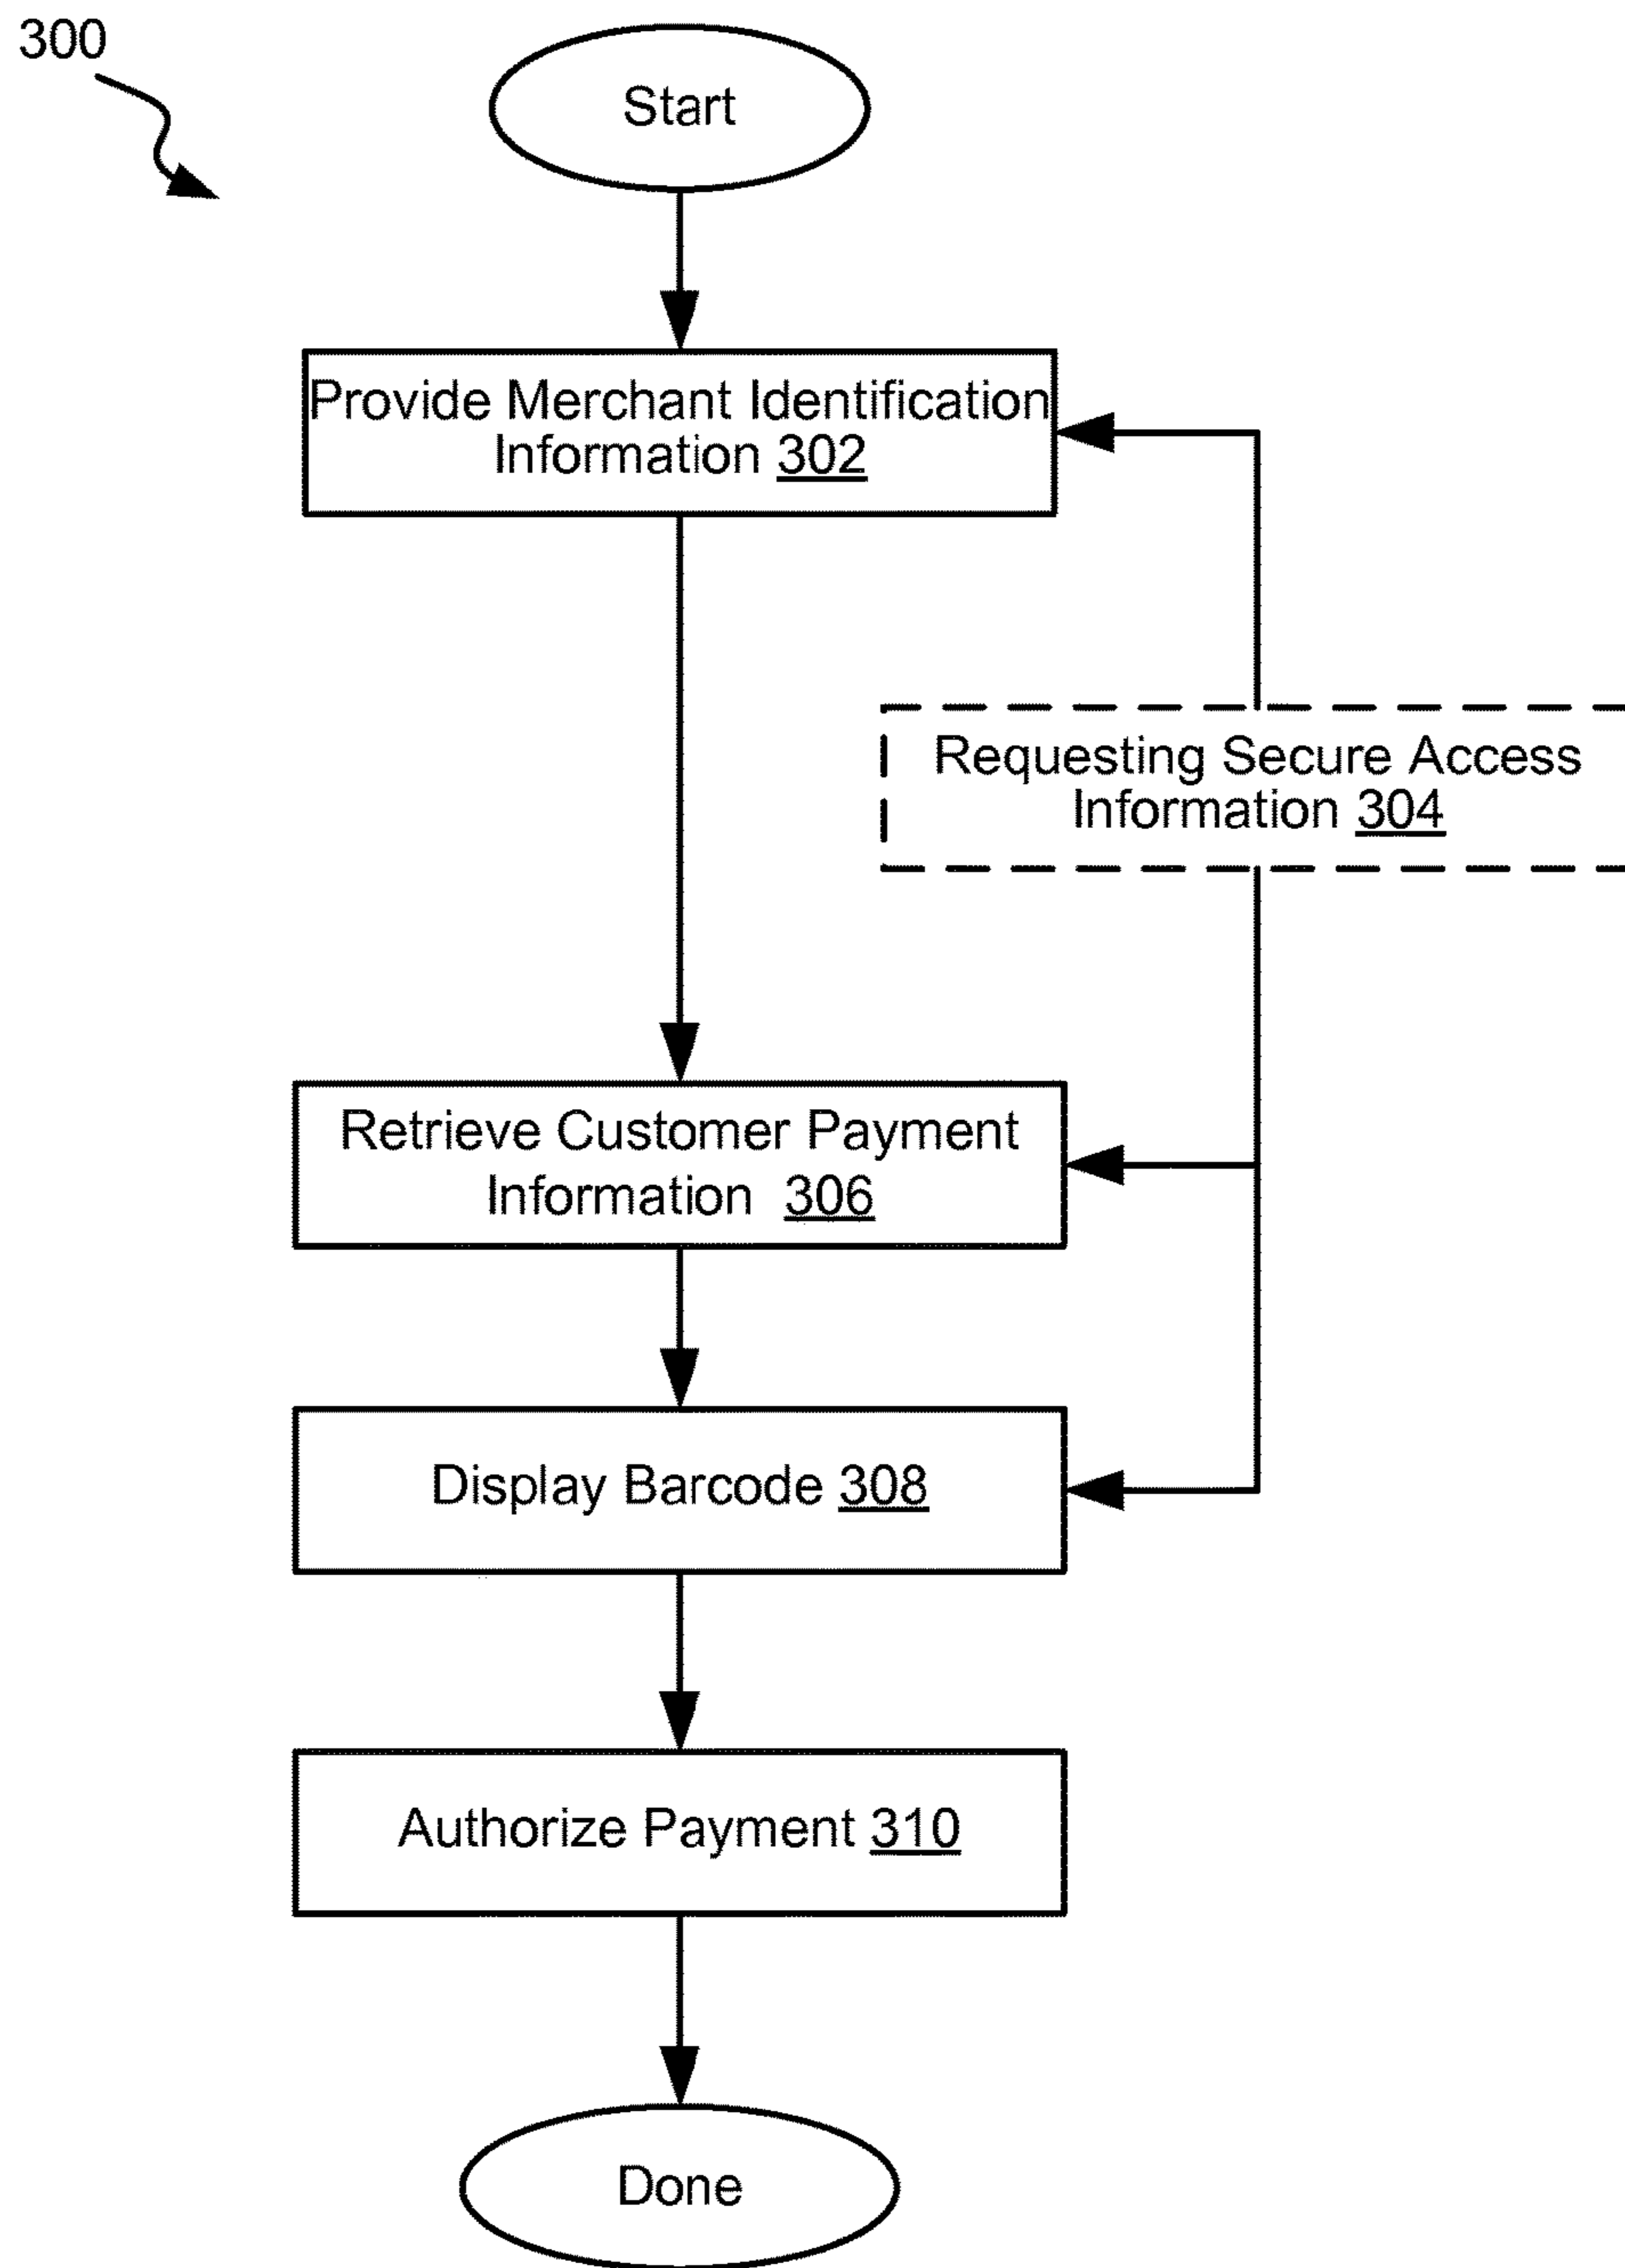 300
Start
Provide Merchant Identification
Information 302
Requesting Secure Access
Information 304
Retrieve Customer Payment
Information 306
Display Barcode 308
Authorize Payment 310
Done